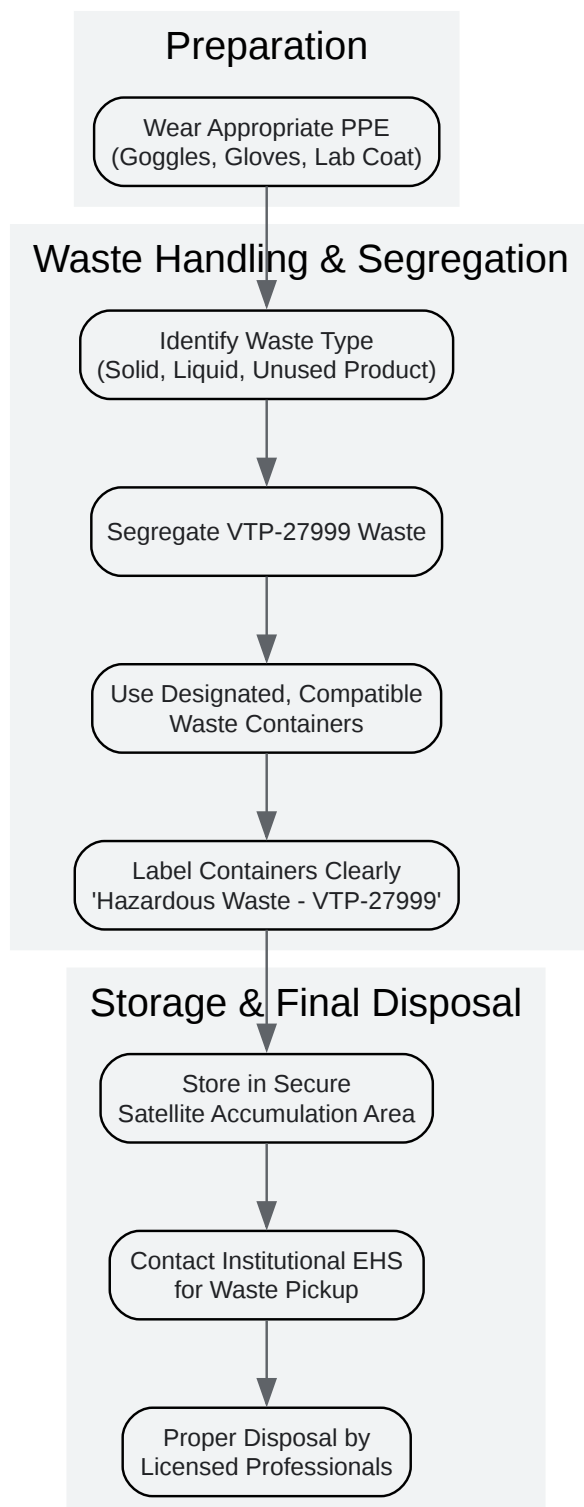 Preparation
Wear Appropriate PPE
(Goggles, Gloves, Lab Coat)
Waste Handling & Segregation
Identify Waste Type
(Solid, Liquid, Unused Product)
Segregate VTP-27999 Waste
Use Designated, Compatible
Waste Containers
Label Containers Clearly
'Hazardous Waste - VTP-27999'
Storage & Final Disposal
Store in Secure
Satellite Accumulation Area
Contact Institutional EHS
for Waste Pickup
Proper Disposal by
Licensed Professionals